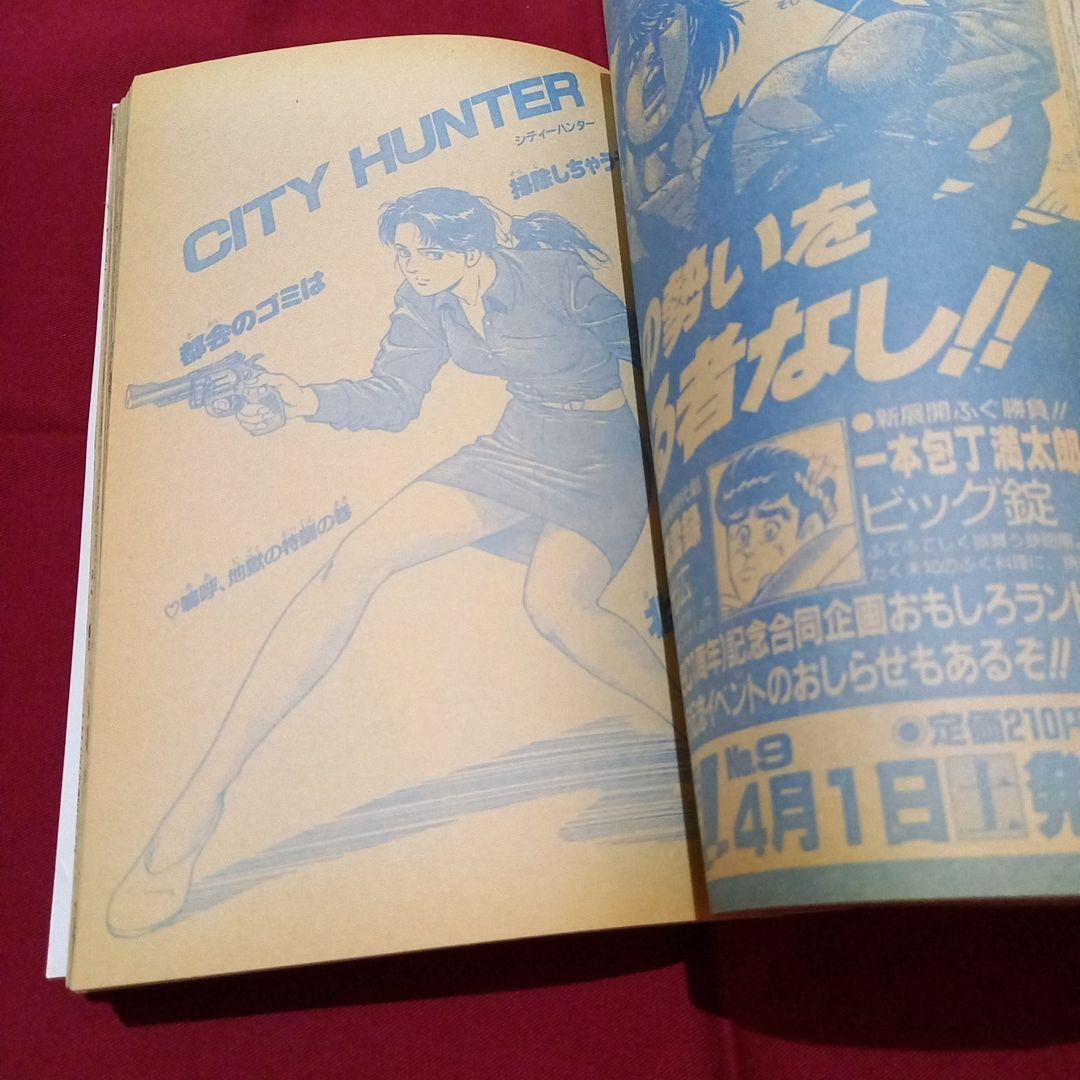 CITY HUNTER
シティーハンター
掃除しちゃう
都会のゴミは
♡嗚呼、地獄の特訓の巻
の勢いを
る者なし!!
●新展開ふぐ勝負!!
一本包丁満太郎
ビッグ錠
周年)記念合同企画おもしろラン
イベントのおしらせもあるぞ!!
No.9
●定価210円
4月1日土発